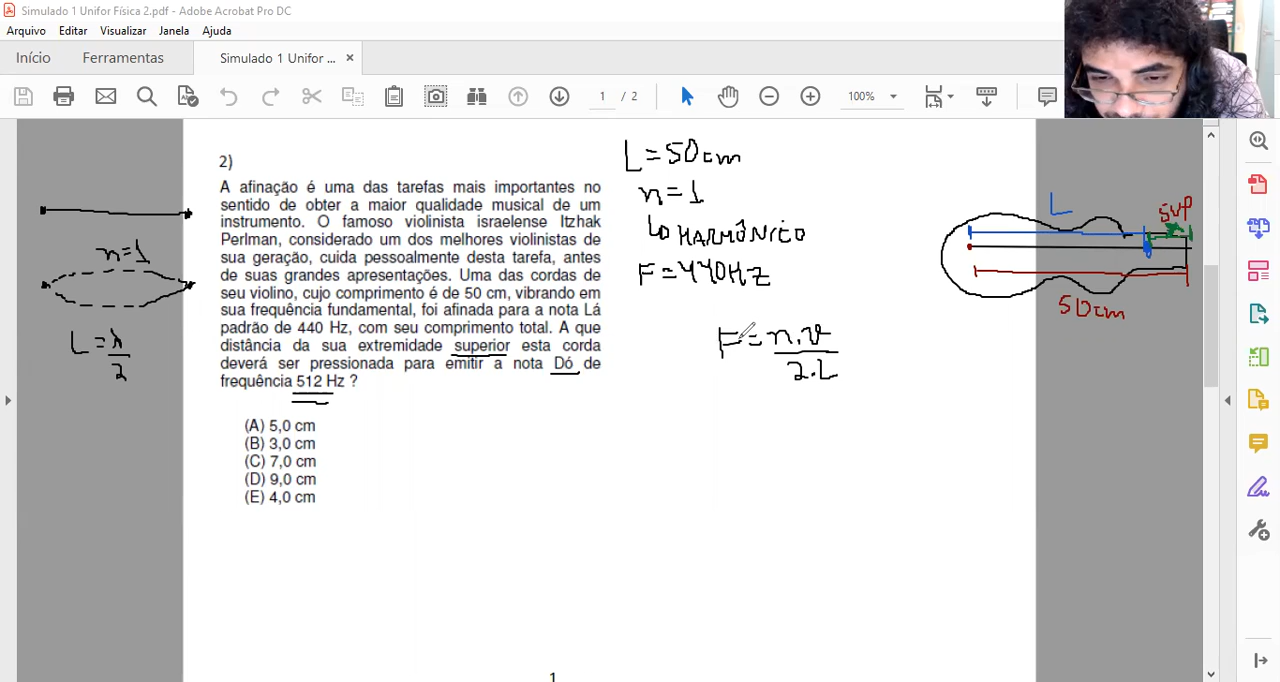 Simulado 1 Unifor Física 2.pdf - Adobe Acrobat Pro DC
Arquivo Editar Visualizar Janela Ajuda
Início Ferramentas Simulado 1 Unifor ... ×
1 / 2 100%
2)
A afinação é uma das tarefas mais importantes no
sentido de obter a maior qualidade musical de um
instrumento. O famoso violinista israelense Itzhak
Perlman, considerado um dos melhores violinistas de
sua geração, cuida pessoalmente desta tarefa, antes
de suas grandes apresentações. Uma das cordas de
seu violino, cujo comprimento é de 50 cm, vibrando em
sua frequência fundamental, foi afinada para a nota Lá
padrão de 440 Hz, com seu comprimento total. A que
distância da sua extremidade superior esta corda
deverá ser pressionada para emitir a nota Dó de
frequência 512 Hz ?
(A) 5,0 cm
(B) 3,0 cm
(C) 7,0 cm
(D) 9,0 cm
(E) 4,0 cm
n=1
L = λ/2
L = 50 cm
n = 1
↳ HARMÔNICO
F = 440 Hz
F = n.v/2.L
L
SUP
50cm
1